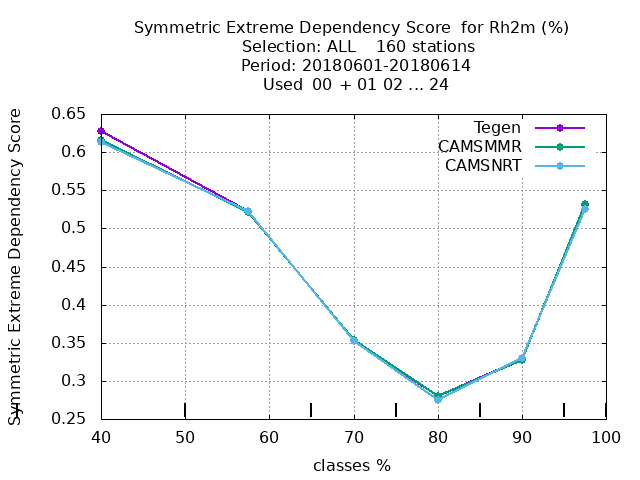 Symmetric Extreme Dependency Score for Rh2m (%)
Selection: ALL 160 stations
Period: 20180601-20180614
Used 00 + 01 02 ... 24
Symmetric Extreme Dependency Score
0.65
0.6
0.55
0.5
0.45
0.4
0.35
0.3
0.25
Tegen
CAMSMMR
CAMSNRT
40 50 60 70 80 90 100
classes %